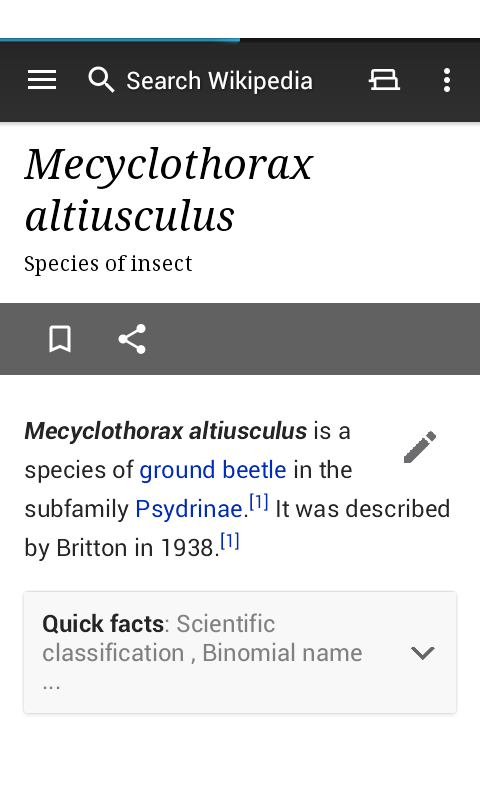 Search Wikipedia
Mecyclothorax
altiusculus
Species of insect
Mecyclothorax altiusculus is a
species of ground beetle in the
subfamily Psydrinae.[1] It was described
by Britton in 1938.[1]
Quick facts: Scientific
classification , Binomial name
...